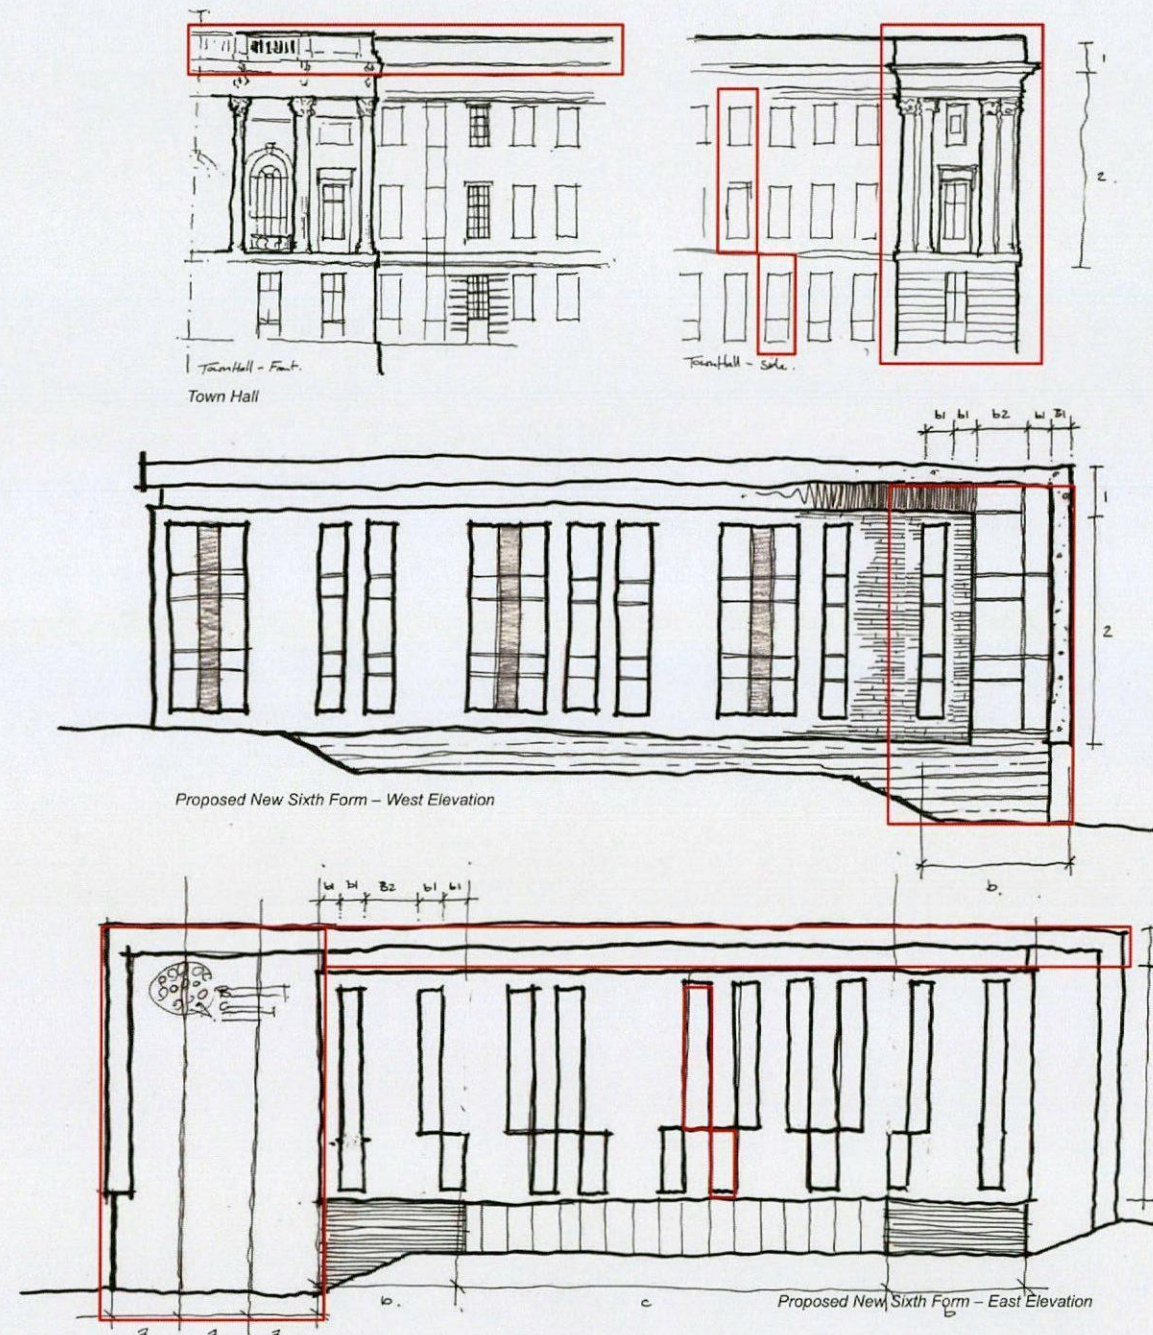 1
2.
Town Hall - Front.
Town Hall - Side.
Town Hall
b1 b1 b2 b1 B1
1
2
Proposed New Sixth Form – West Elevation
b.
b1 b1 B2 b1 b1
b. c b
Proposed New Sixth Form – East Elevation